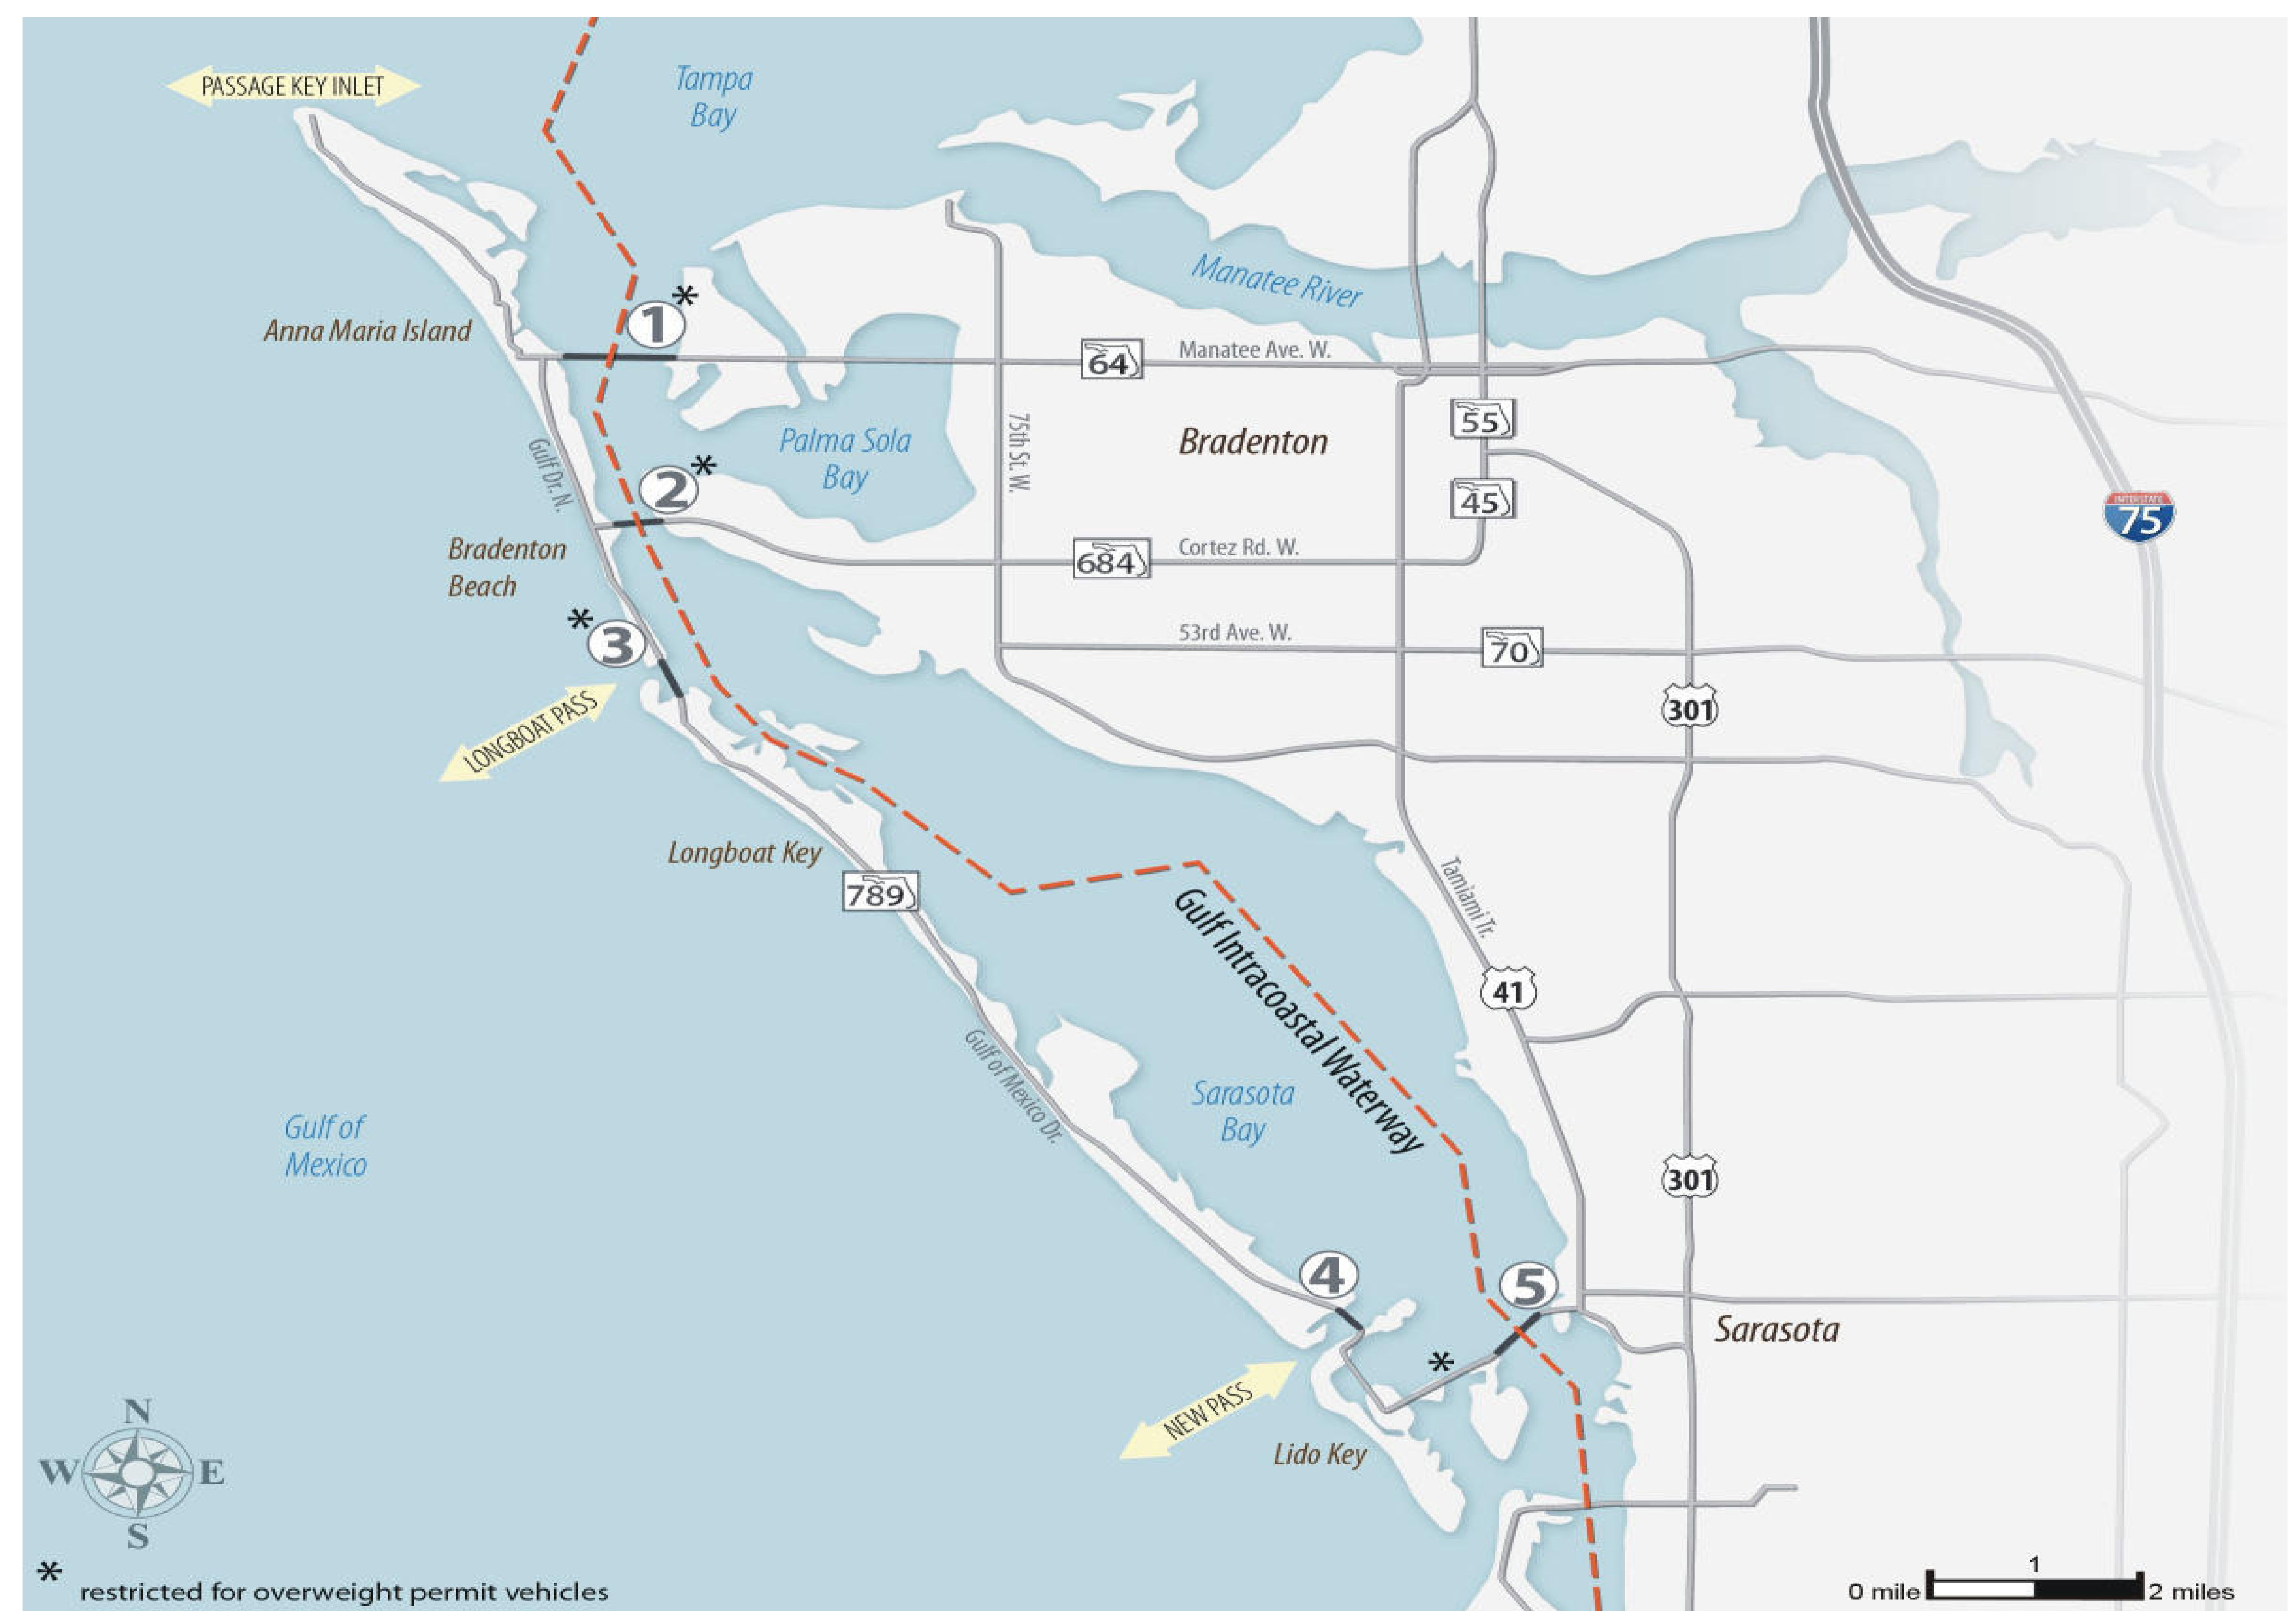 PASSAGE KEY INLET
Tampa
Bay
Manatee River
*
1
Anna Maria Island
64
Manatee Ave. W.
55
Bradenton
75th St. W.
Palma Sola
Bay
Gulf Dr. N.
*
2
45
INTERSTATE
75
Bradenton
Beach
684
Cortez Rd. W.
*
3
53rd Ave. W.
70
301
LONGBOAT PASS
Longboat Key
789
Tamiami Tr.
41
Gulf Intracoastal Waterway
Gulf of Mexico Dr.
Sarasota
Bay
Gulf of
Mexico
301
4
5
Sarasota
*
NEW PASS
Lido Key
N
W E
S
* restricted for overweight permit vehicles
1
0 mile 2 miles